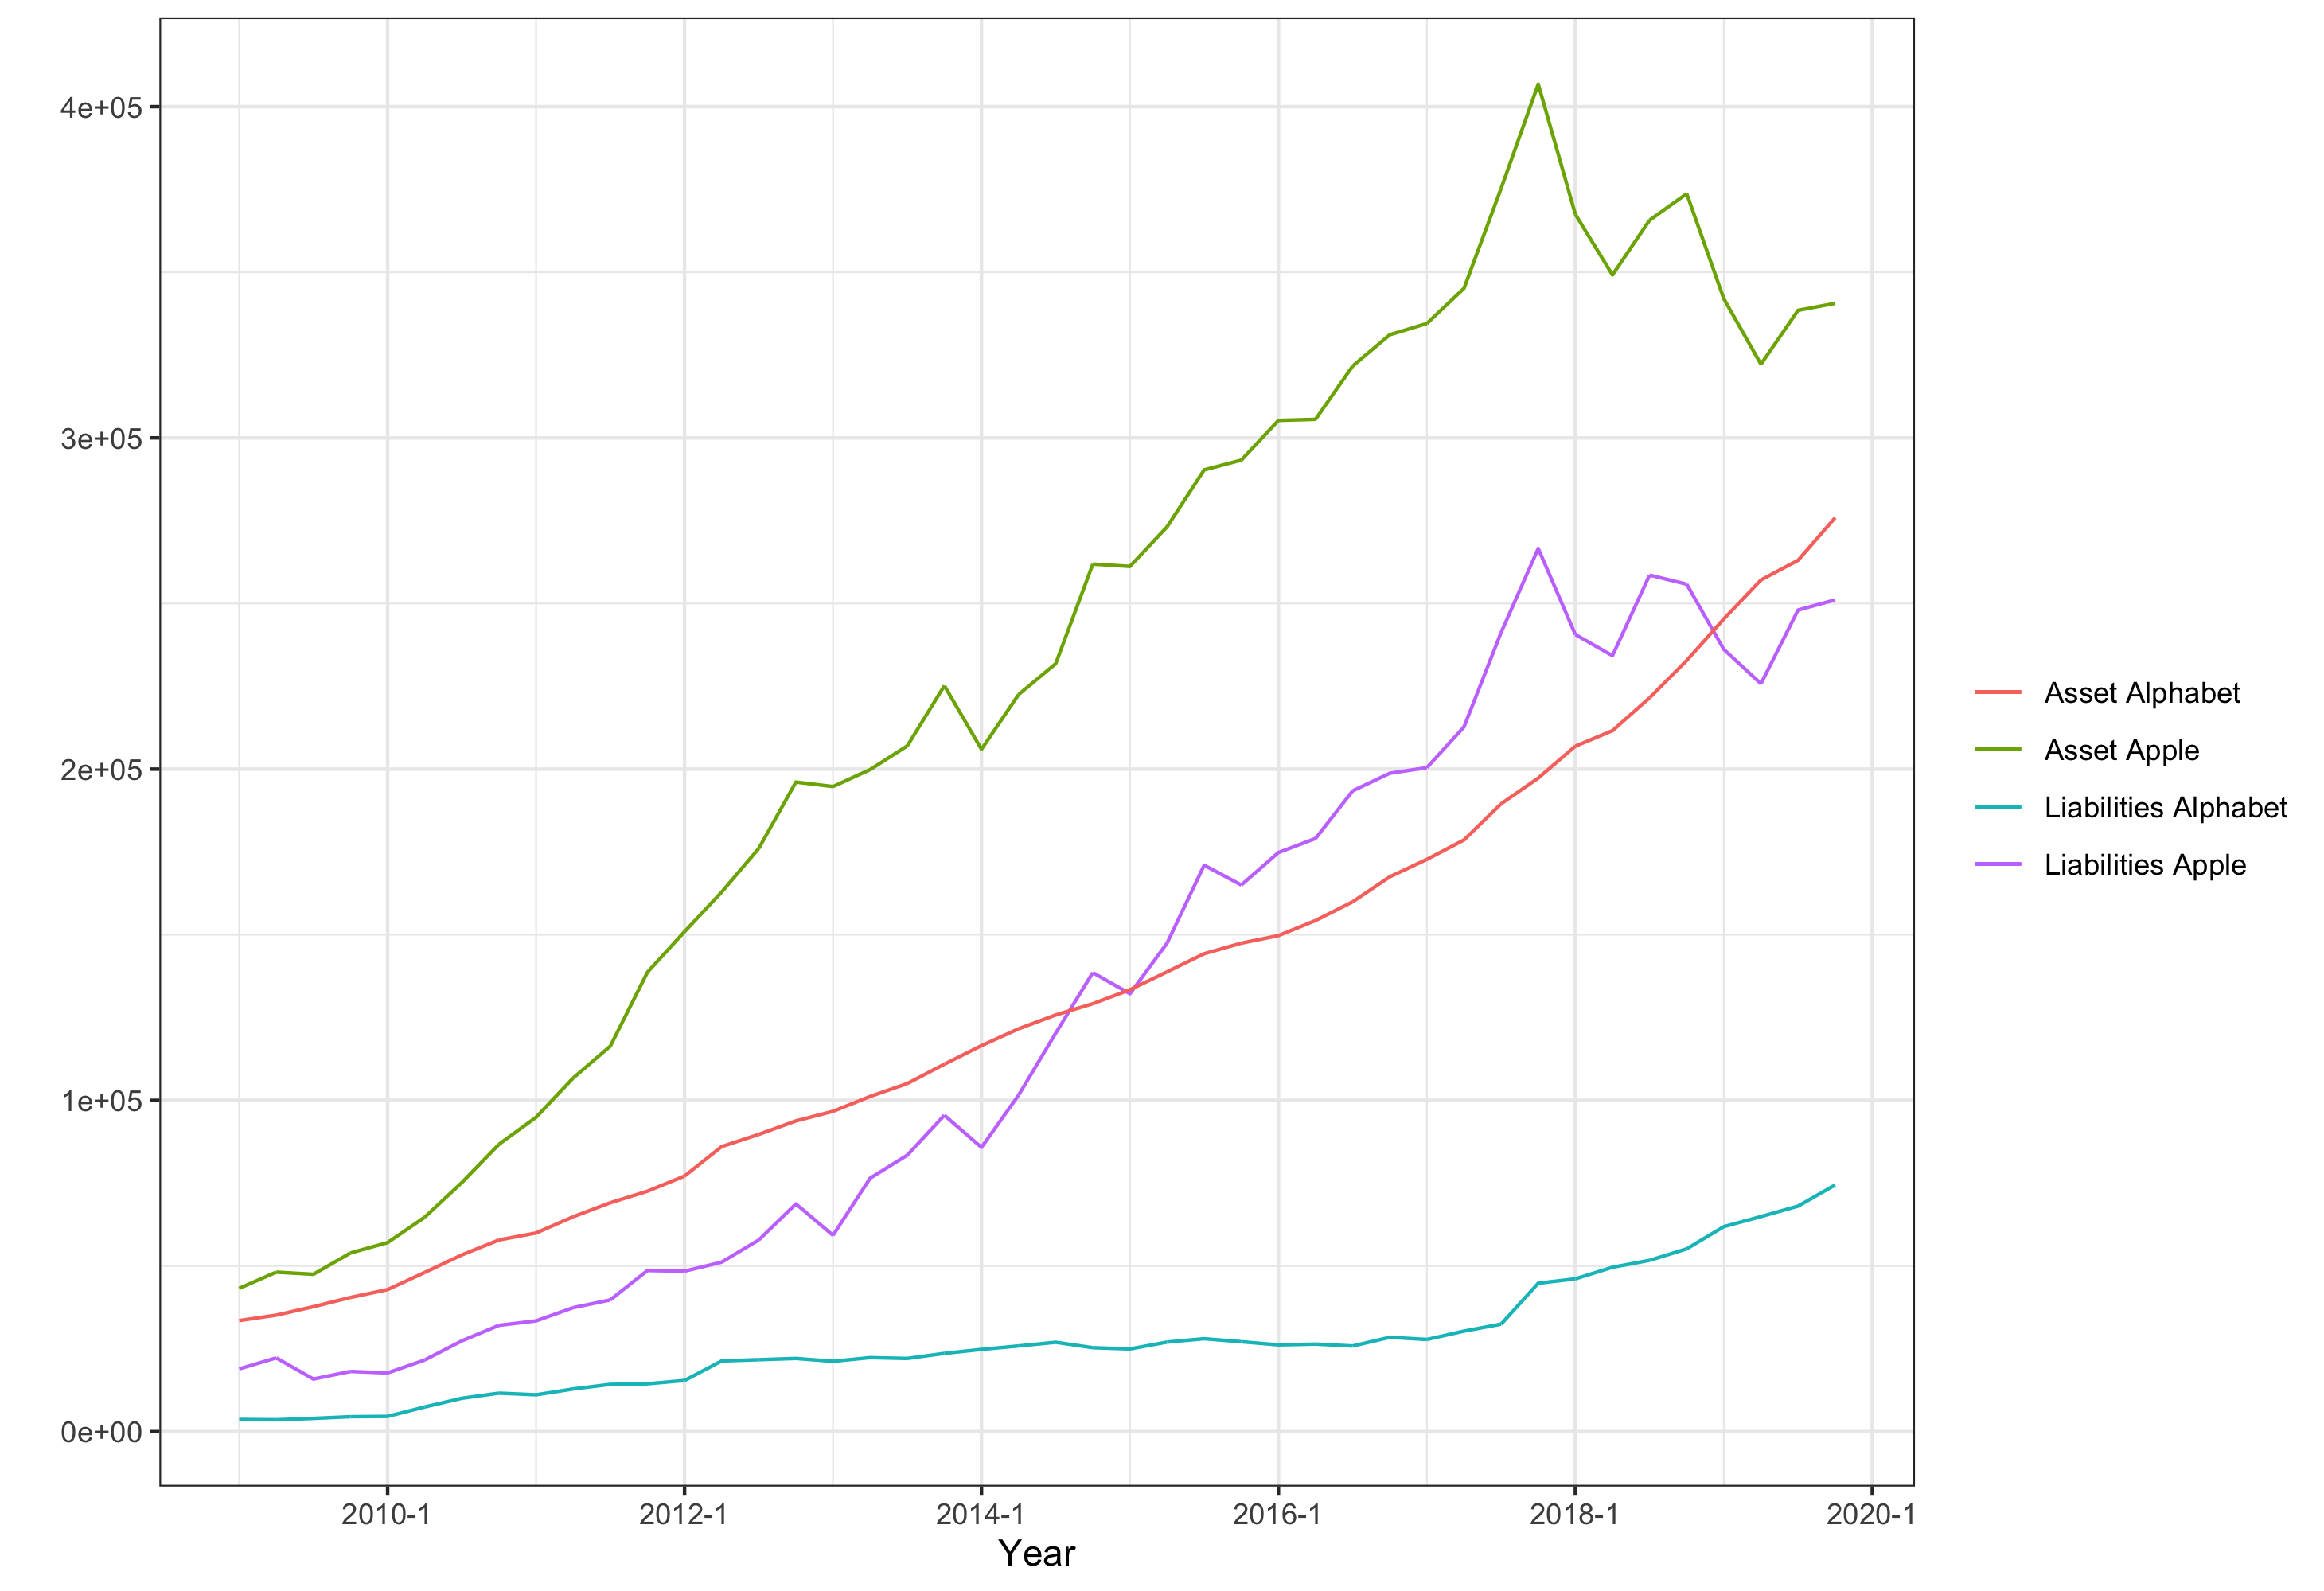 4e+05
3e+05
2e+05
1e+05
0e+00
2010-1 2012-1 2014-1 2016-1 2018-1 2020-1
Year
Asset Alphabet
Asset Apple
Liabilities Alphabet
Liabilities Apple